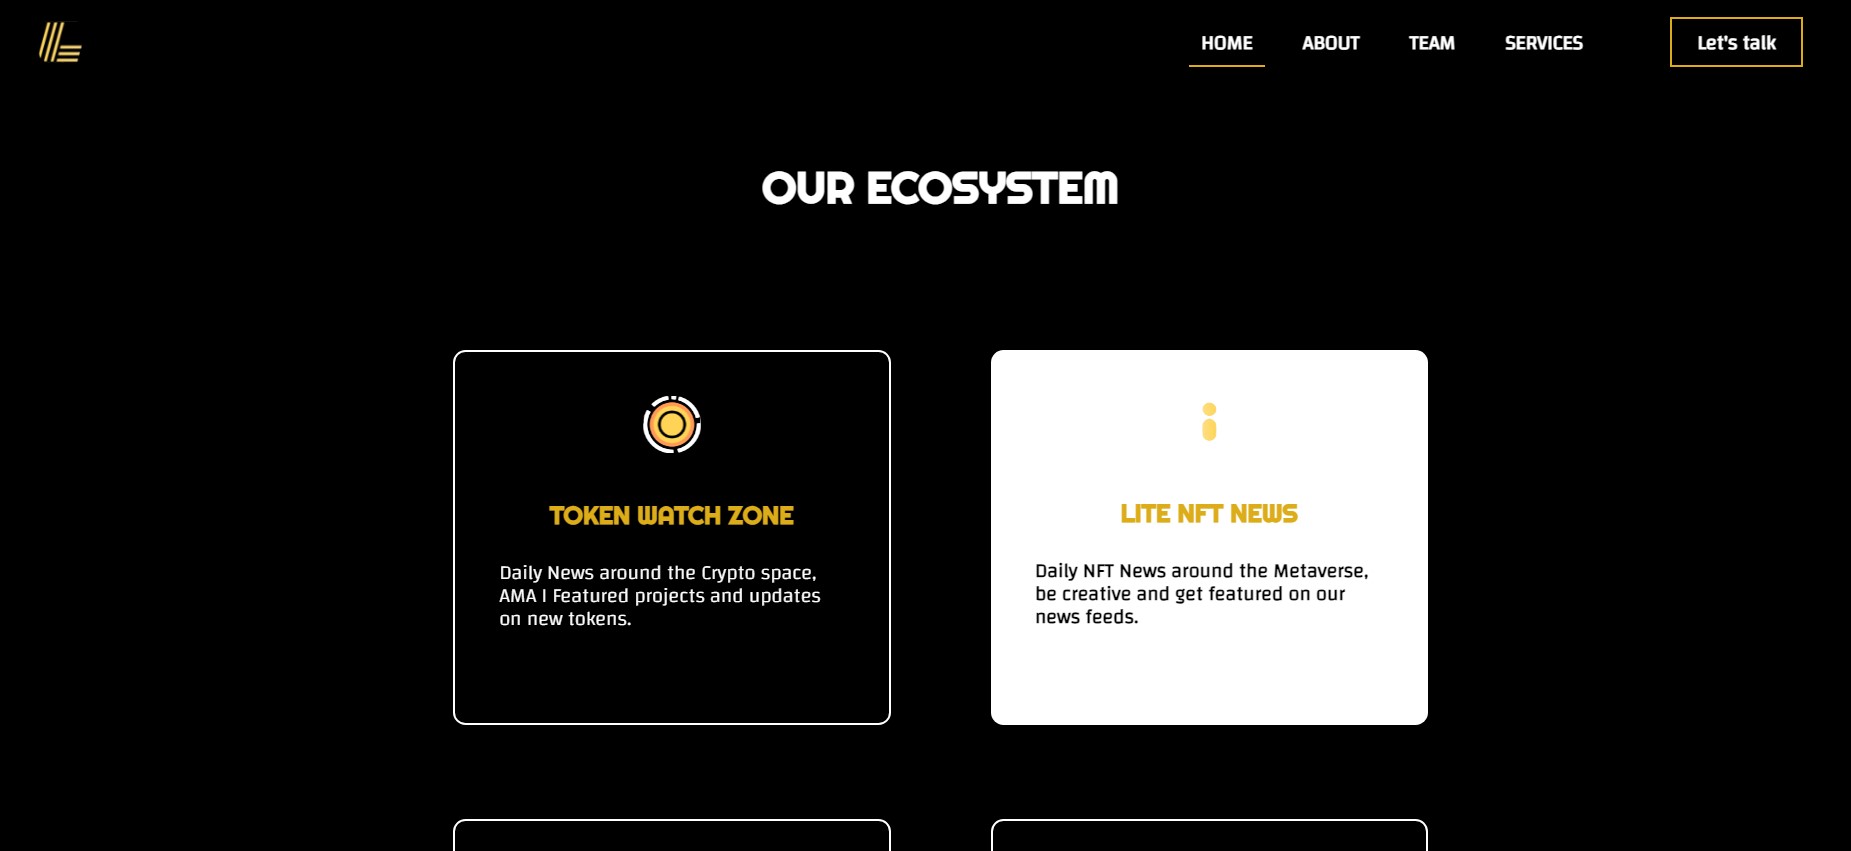 HOME ABOUT TEAM SERVICES Let's talk
OUR ECOSYSTEM
TOKEN WATCH ZONE
Daily News around the Crypto space,
AMA I Featured projects and updates
on new tokens.
LITE NFT NEWS
Daily NFT News around the Metaverse,
be creative and get featured on our
news feeds.